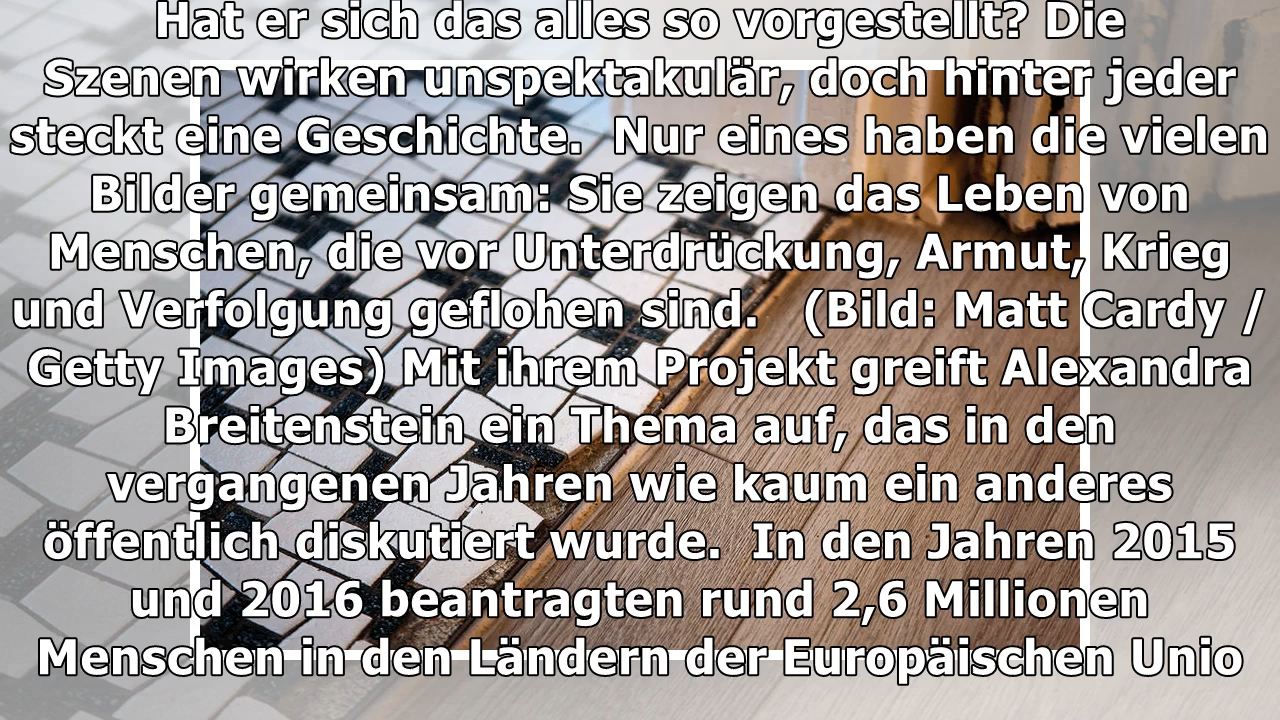 Hat er sich das alles so vorgestellt? Die
Szenen wirken unspektakulär, doch hinter jeder
steckt eine Geschichte. Nur eines haben die vielen
Bilder gemeinsam: Sie zeigen das Leben von
Menschen, die vor Unterdrückung, Armut, Krieg
und Verfolgung geflohen sind. (Bild: Matt Cardy /
Getty Images) Mit ihrem Projekt greift Alexandra
Breitenstein ein Thema auf, das in den
vergangenen Jahren wie kaum ein anderes
öffentlich diskutiert wurde. In den Jahren 2015
und 2016 beantragten rund 2,6 Millionen
Menschen in den Ländern der Europäischen Unio